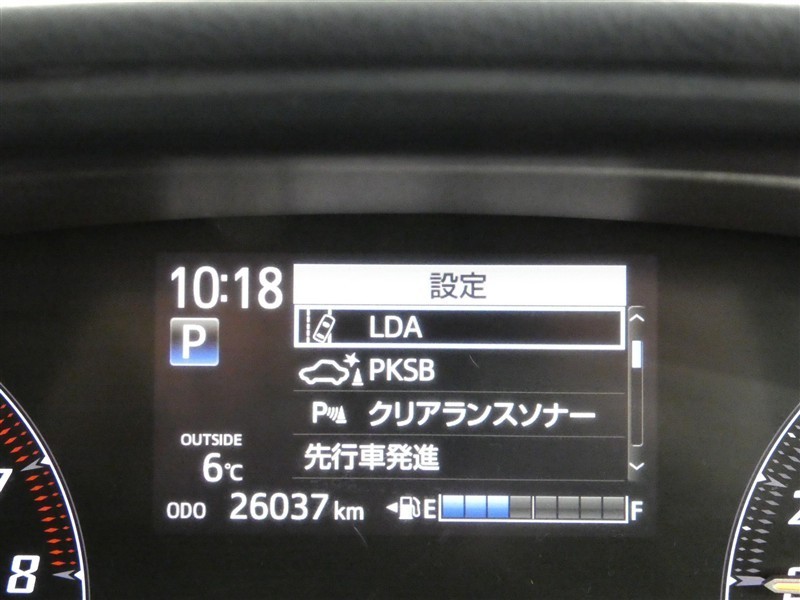 10:18
設定
P
LDA
PKSB
P クリアランスソナー
先行車発進
OUTSIDE
6℃
ODO 26037 km
E F
8